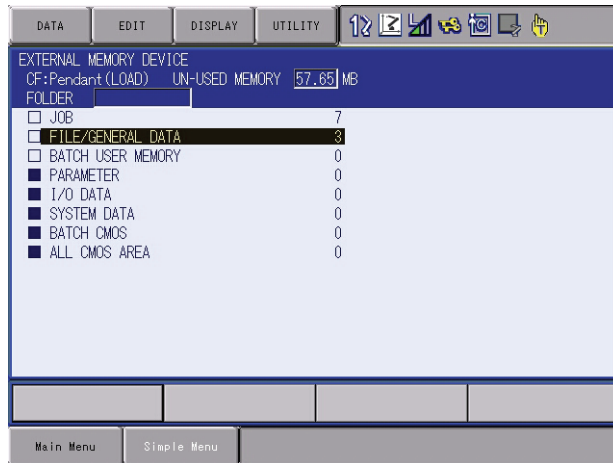 DATA EDIT DISPLAY UTILITY
EXTERNAL MEMORY DEVICE
CF:Pendant(LOAD) UN-USED MEMORY 57.65 MB
FOLDER
JOB 7
FILE/GENERAL DATA 3
BATCH USER MEMORY 0
PARAMETER 0
I/O DATA 0
SYSTEM DATA 0
BATCH CMOS 0
ALL CMOS AREA 0
Main Menu Simple Menu